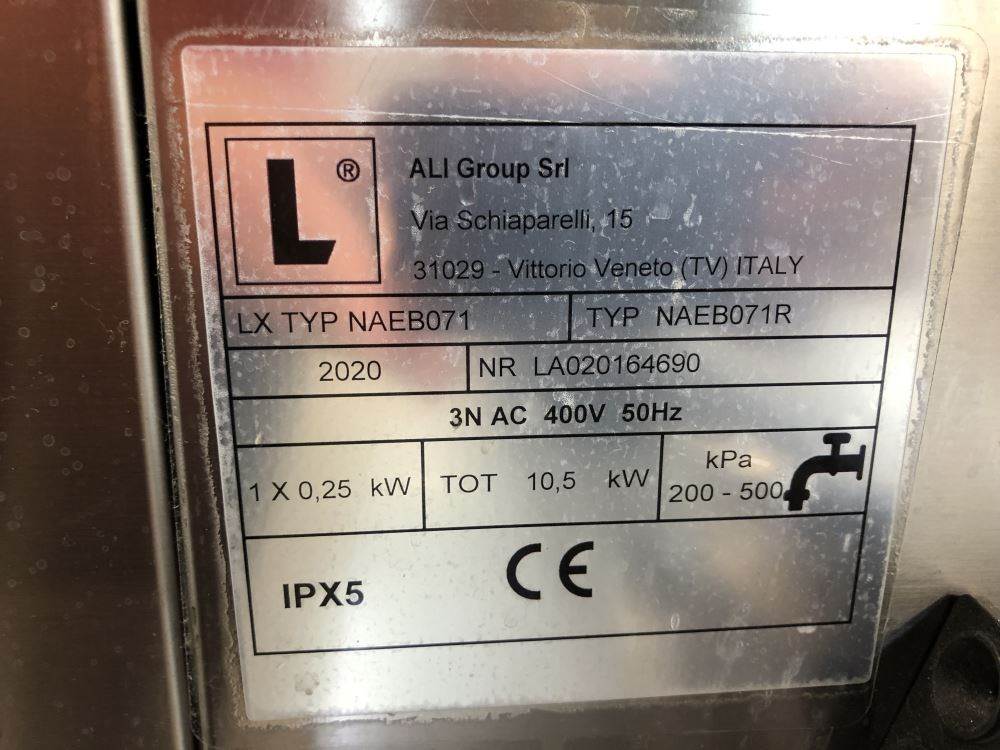 L ®
ALI Group Srl
Via Schiaparelli, 15
31029 - Vittorio Veneto (TV) ITALY
LX TYP NAEB071 TYP NAEB071R
2020 NR LA020164690
3N AC 400V 50Hz
1 X 0,25 kW TOT 10,5 kW kPa
200 - 500
IPX5 CE